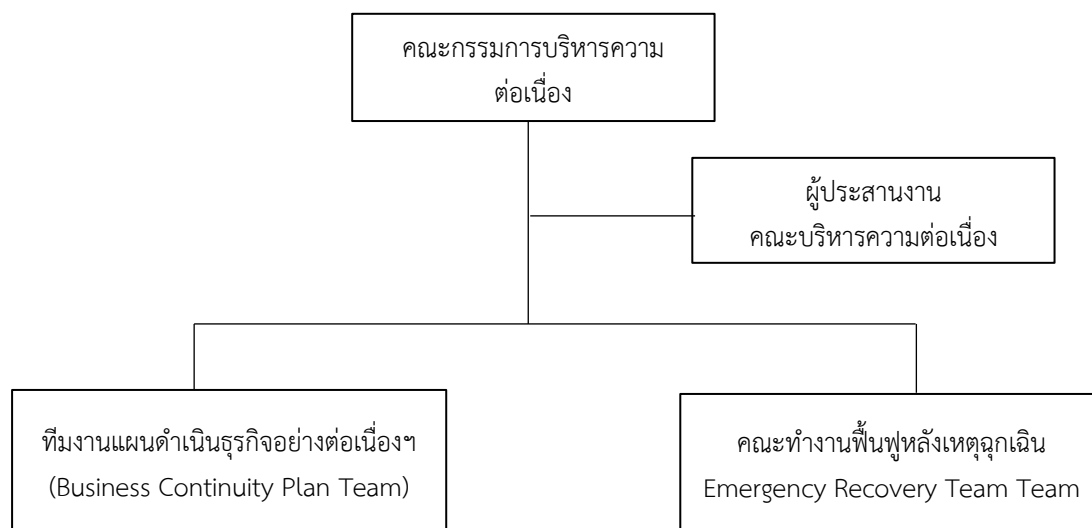 คณะกรรมการบริหารความ
ต่อเนื่อง
ผู้ประสานงาน
คณะบริหารความต่อเนื่อง
ทีมงานแผนดำเนินธุรกิจอย่างต่อเนื่องฯ
(Business Continuity Plan Team)
คณะทำงานฟื้นฟูหลังเหตุฉุกเฉิน
Emergency Recovery Team Team